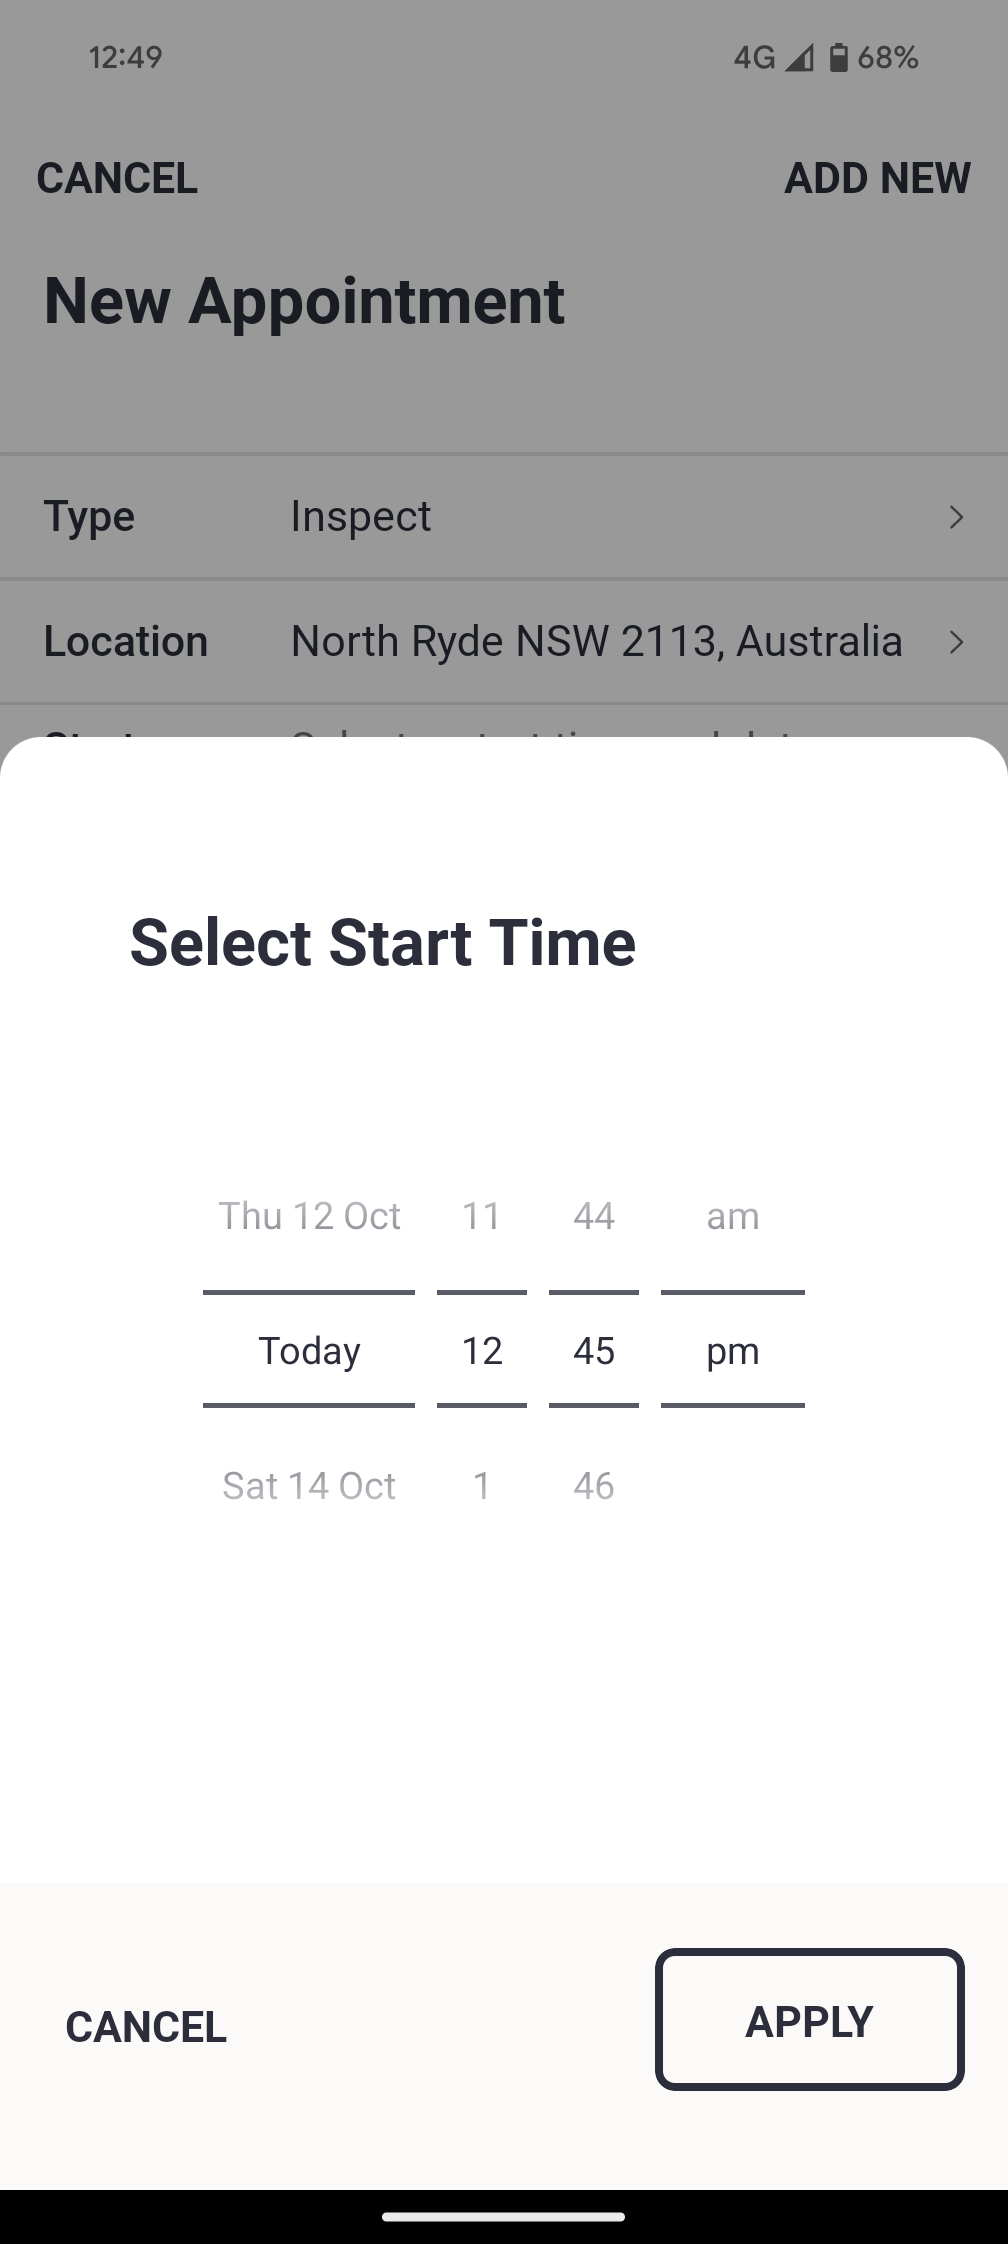 12:49 4G 68%
CANCEL ADD NEW
New Appointment
Type Inspect
Location North Ryde NSW 2113, Australia
Select Start Time
Thu 12 Oct 11 44 am
Today 12 45 pm
Sat 14 Oct 1 46
CANCEL APPLY